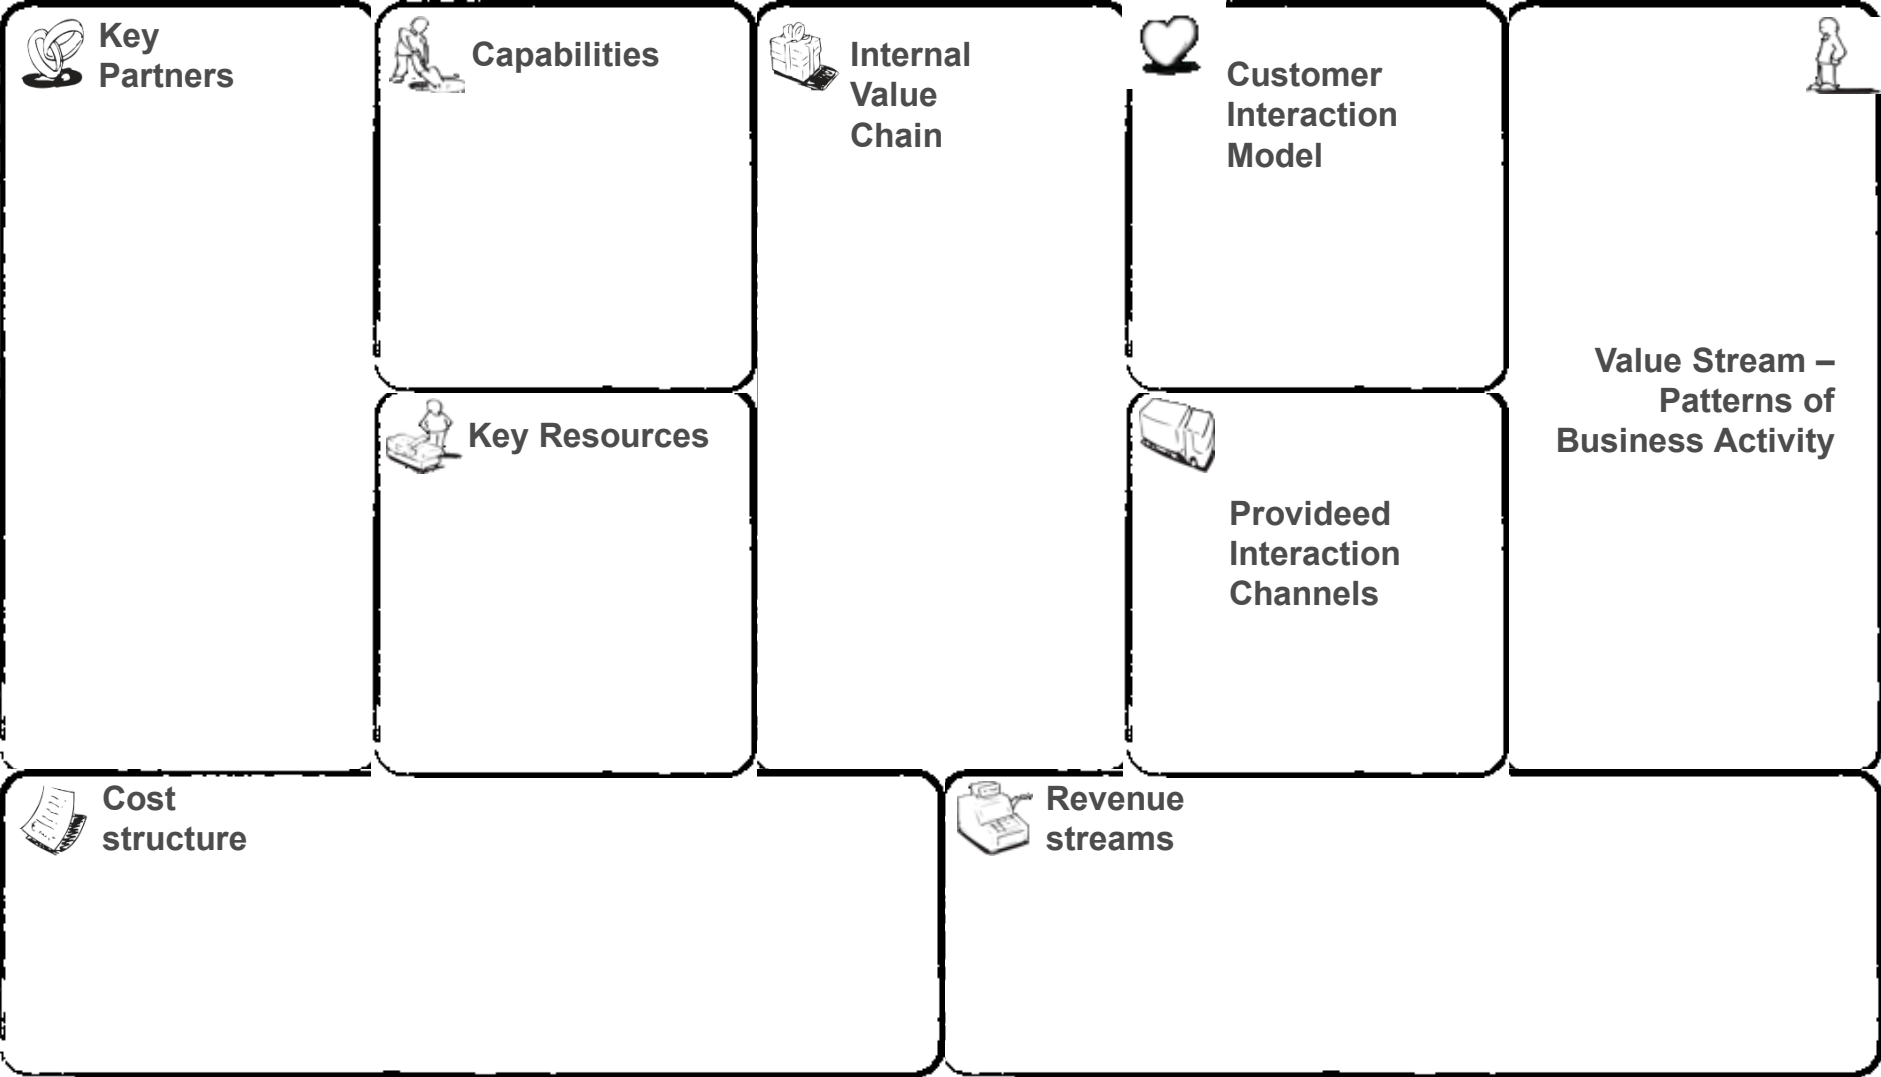 Key
Partners
Capabilities
Internal
Value
Chain
Customer
Interaction
Model
Value Stream –
Patterns of
Business Activity
Key Resources
Provideed
Interaction
Channels
Cost
structure
Revenue
streams